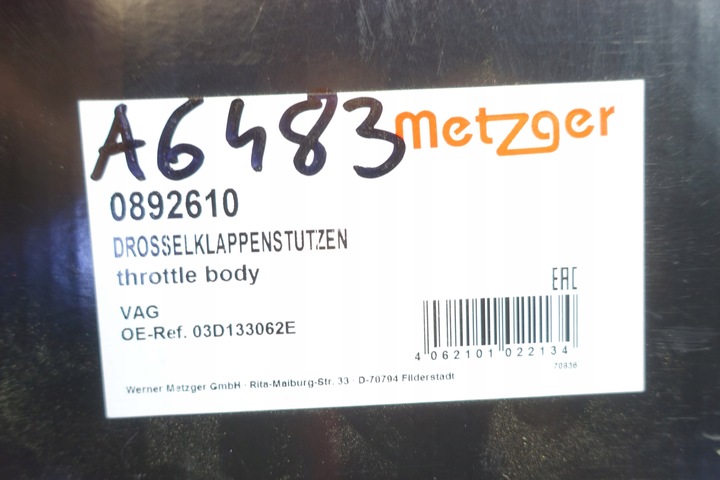 A6483
metzger
0892610
DROSSELKLAPPENSTUTZEN
throttle body
EAC
VAG
OE-Ref. 03D133062E
4 062101 022134
70836
Werner Metzger GmbH · Rita-Maiburg-Str. 33 · D-70794 Filderstadt